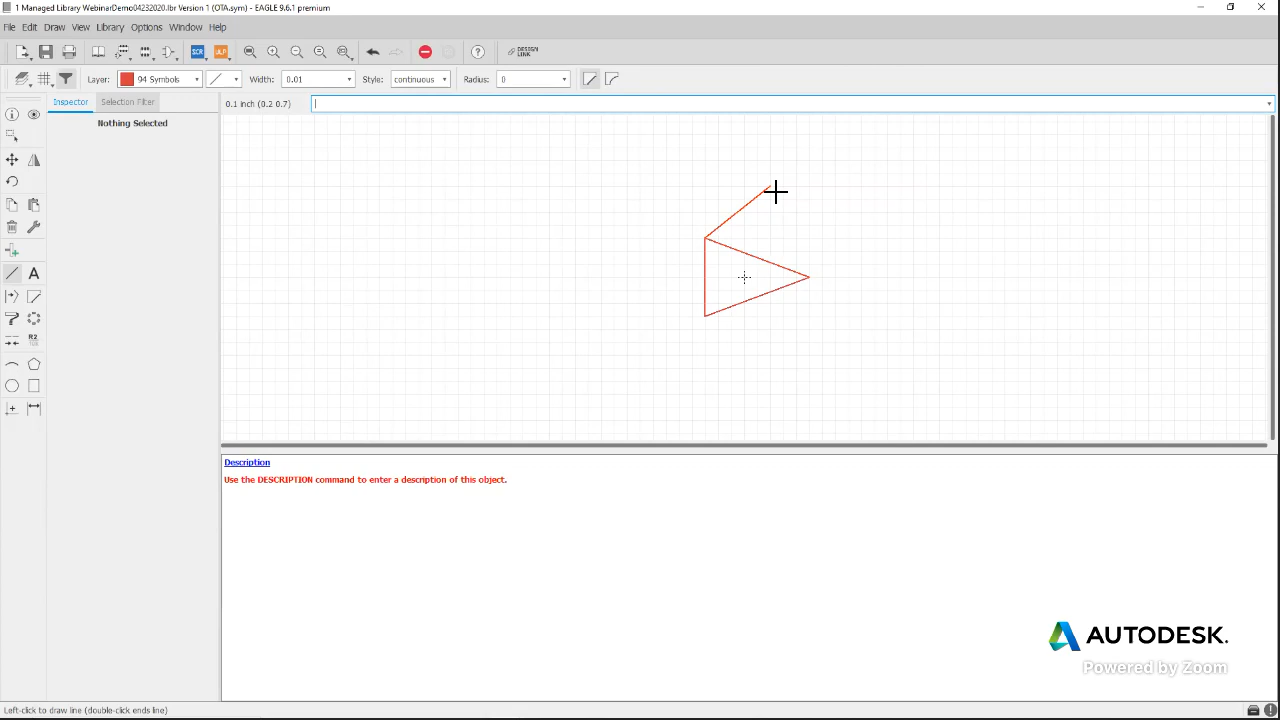 1 Managed Library WebinarDemo04232020.lbr Version 1 (OTA.sym) - EAGLE 9.6.1 premium
File Edit Draw View Library Options Window Help
SCR ULP DESIGN LINK
Layer: 94 Symbols Width: 0.01 Style: continuous Radius: 0
Inspector Selection Filter 0.1 inch (0.2 0.7)
Nothing Selected
A
R2
Description
Use the DESCRIPTION command to enter a description of this object.
AUTODESK.
Powered by Zoom
Left-click to draw line (double-click ends line)